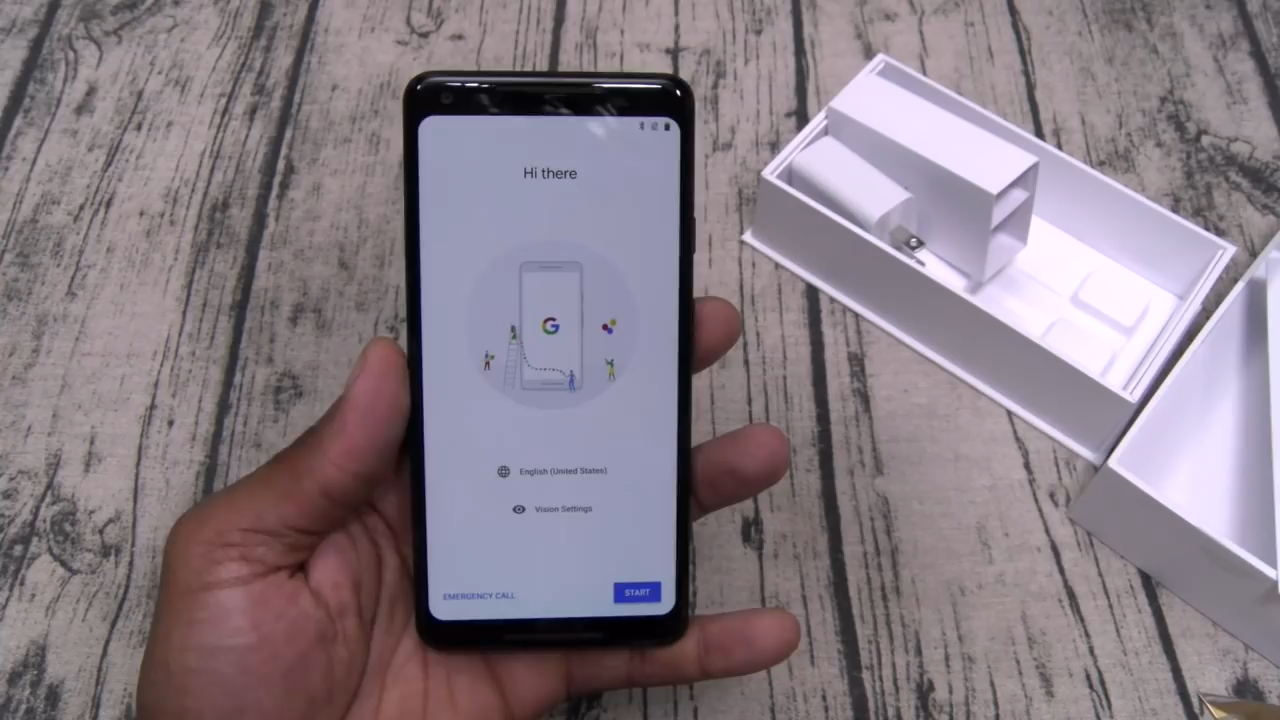 Hi there
G
English (United States)
Vision Settings
EMERGENCY CALL
START